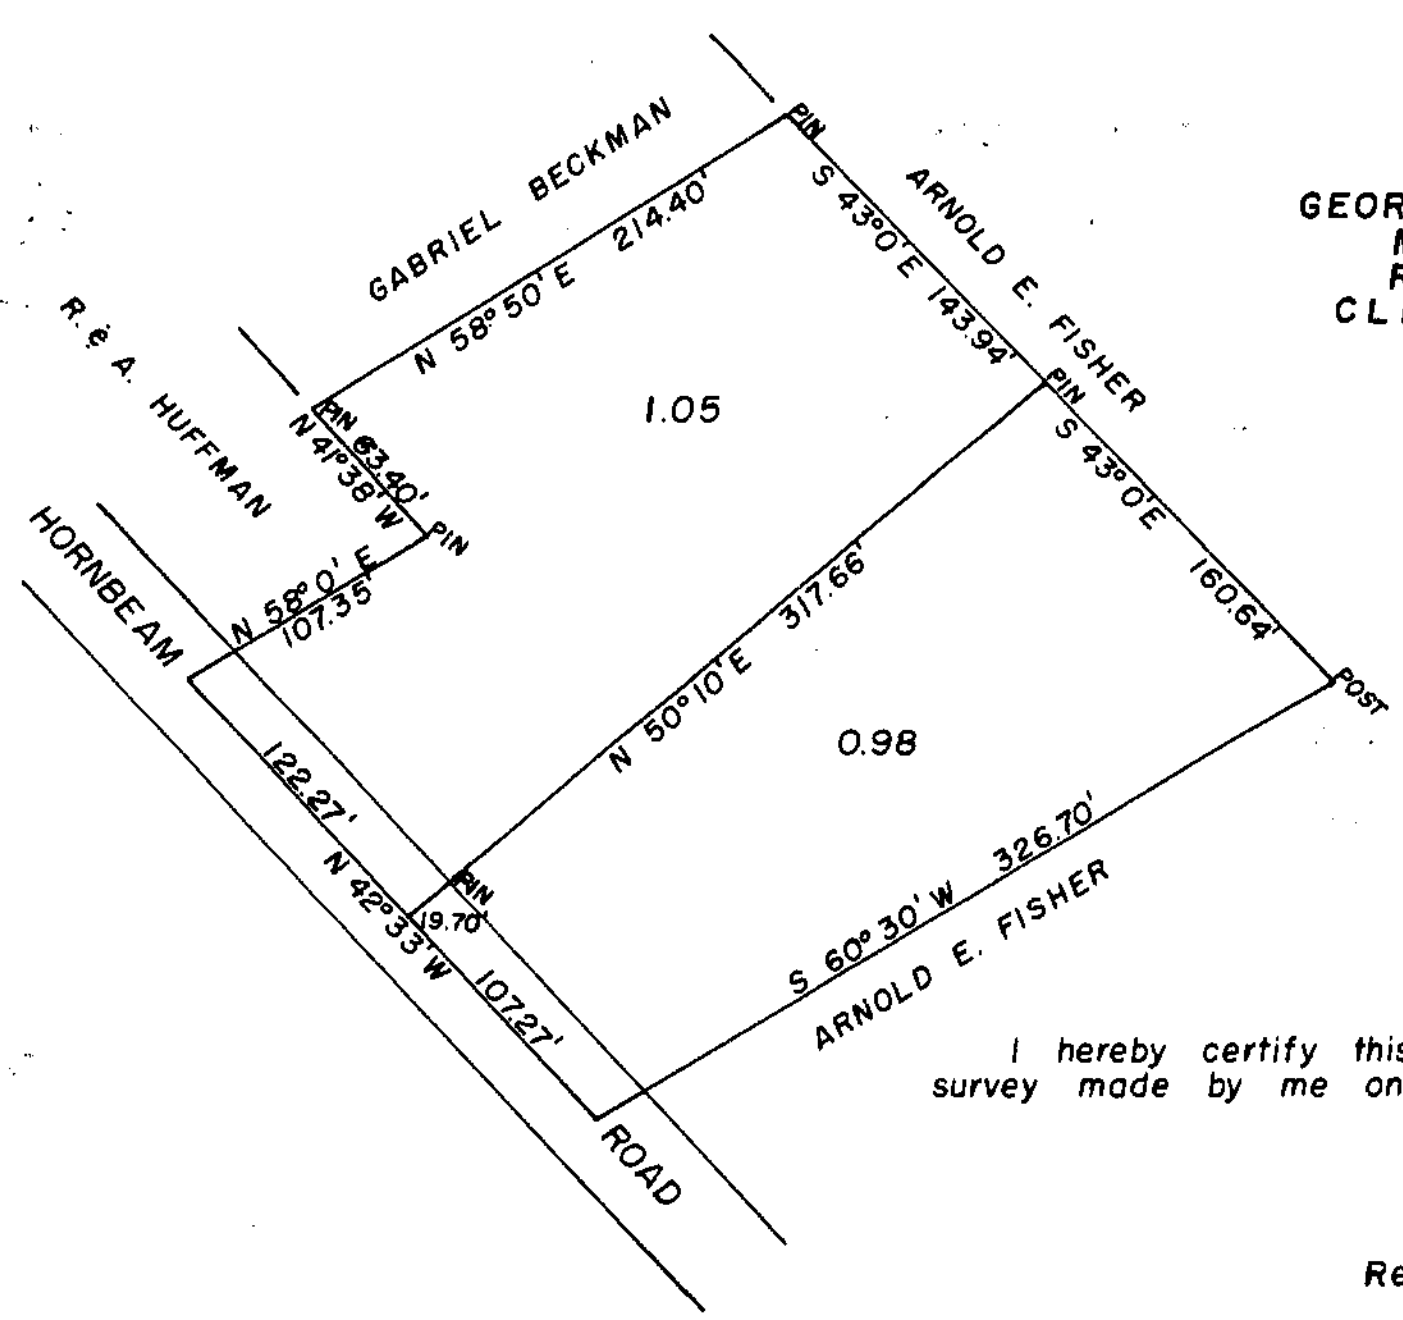 PIN
GABRIEL BECKMAN
N 58° 50' E 214.40'
S 43° 0' E 143.94'
ARNOLD E. FISHER
GEOR
CL
R. & A. HUFFMAN
PIN
63.40'
N 41° 38' W
PIN
1.05
PIN
S 43° 0' E 160.64'
HORNBEAM
N 58° 0' E
107.35'
N 50° 10' E 317.66'
POST
0.98
122.27'
N 42° 33' W
PIN
19.70'
107.27'
S 60° 30' W 326.70'
ARNOLD E. FISHER
ROAD
I hereby certify this
survey made by me on
Re